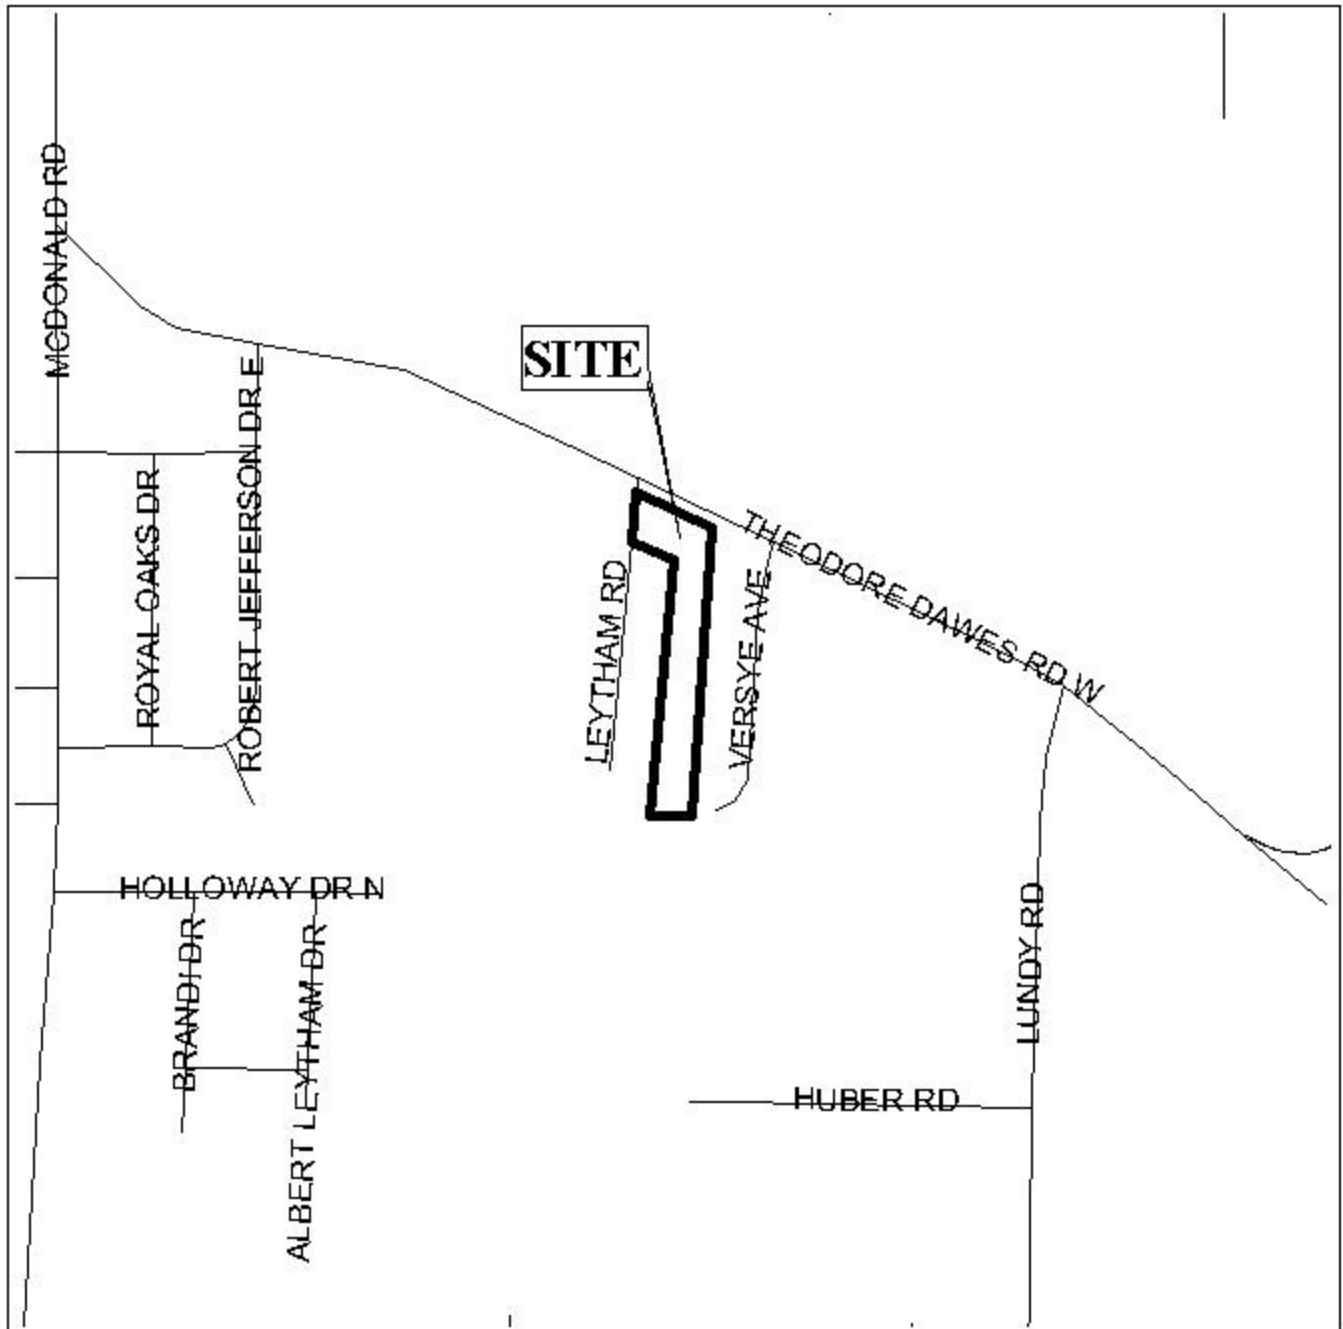 MCDONALD RD
SITE
ROBERT JEFFERSON DR E
ROYAL OAKS DR
THEODORE DAWES RD W
LEYTHAM RD
VERSYE AVE
HOLLOWAY DR N
BRANDI DR
ALBERT LEYTHAM DR
LUNDY RD
HUBER RD